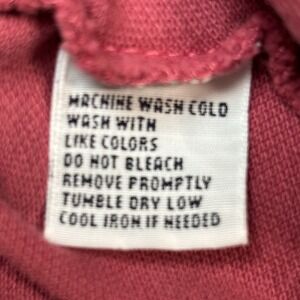 MACHINE WASH COLD
WASH WITH
LIKE COLORS
DO NOT BLEACH
REMOVE PROMPTLY
TUMBLE DRY LOW
COOL IRON IF NEEDED